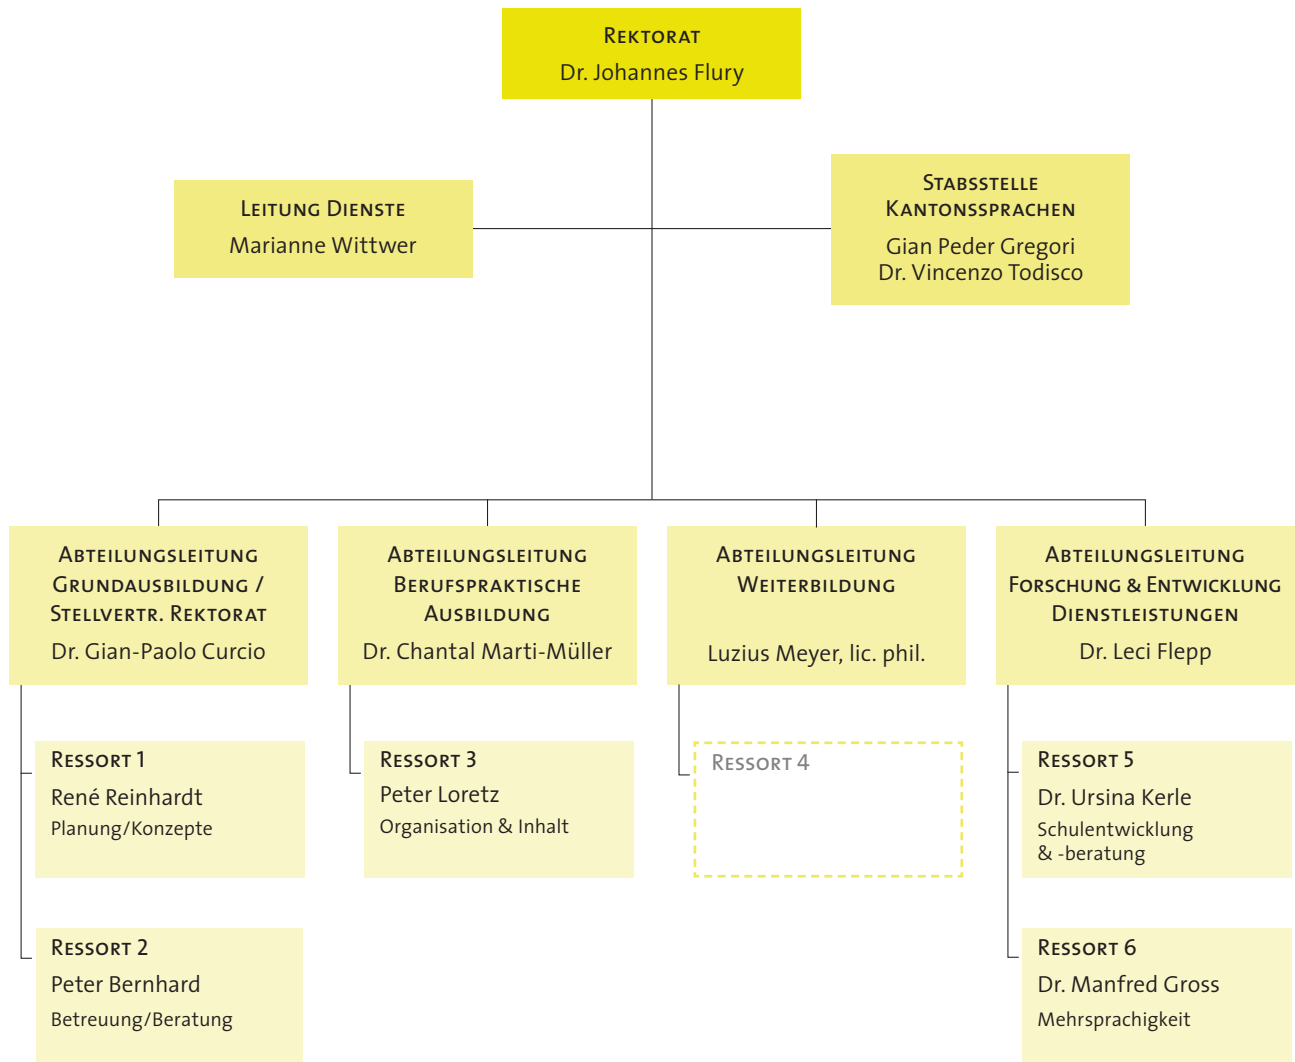 REKTORAT
Dr. Johannes Flury
LEITUNG DIENSTE
Marianne Wittwer
STABSSTELLE
KANTONSSPRACHEN
Gian Peder Gregori
Dr. Vincenzo Todisco
ABTEILUNGSLEITUNG
GRUNDAUSBILDUNG /
STELLVERTR. REKTORAT
Dr. Gian-Paolo Curcio
ABTEILUNGSLEITUNG
BERUFSPRAKTISCHE
AUSBILDUNG
Dr. Chantal Marti-Müller
ABTEILUNGSLEITUNG
WEITERBILDUNG
Luzius Meyer, lic. phil.
ABTEILUNGSLEITUNG
FORSCHUNG & ENTWICKLUNG
DIENSTLEISTUNGEN
Dr. Leci Flepp
RESSORT 1
René Reinhardt
Planung/Konzepte
RESSORT 2
Peter Bernhard
Betreuung/Beratung
RESSORT 3
Peter Loretz
Organisation & Inhalt
RESSORT 4
RESSORT 5
Dr. Ursina Kerle
Schulentwicklung
& -beratung
RESSORT 6
Dr. Manfred Gross
Mehrsprachigkeit